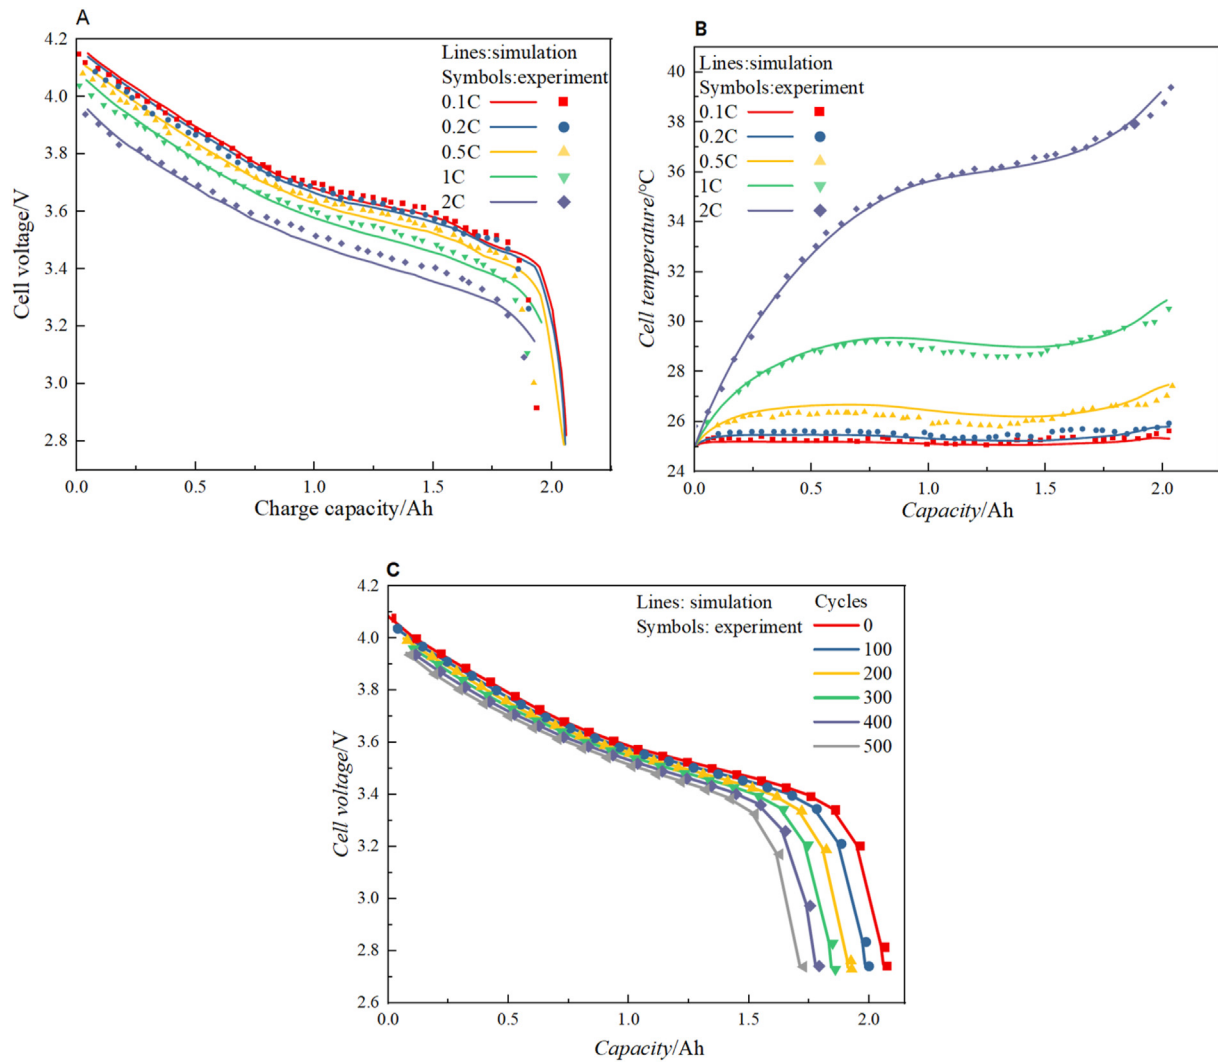 A
4.2
4.0
3.8
3.6
3.4
3.2
3.0
2.8
Cell voltage/V
Lines:simulation
Symbols:experiment
0.1C
0.2C
0.5C
1C
2C
0.0
0.5
1.0
1.5
2.0
Charge capacity/Ah
B
40
38
36
34
32
30
28
26
24
Cell temperature/°C
Lines:simulation
Symbols:experiment
0.1C
0.2C
0.5C
1C
2C
0.0
0.5
1.0
1.5
2.0
Capacity/Ah
C
4.2
4.0
3.8
3.6
3.4
3.2
3.0
2.8
2.6
Cell voltage/V
Lines: simulation
Symbols: experiment
Cycles
0
100
200
300
400
500
0.0
0.5
1.0
1.5
2.0
Capacity/Ah